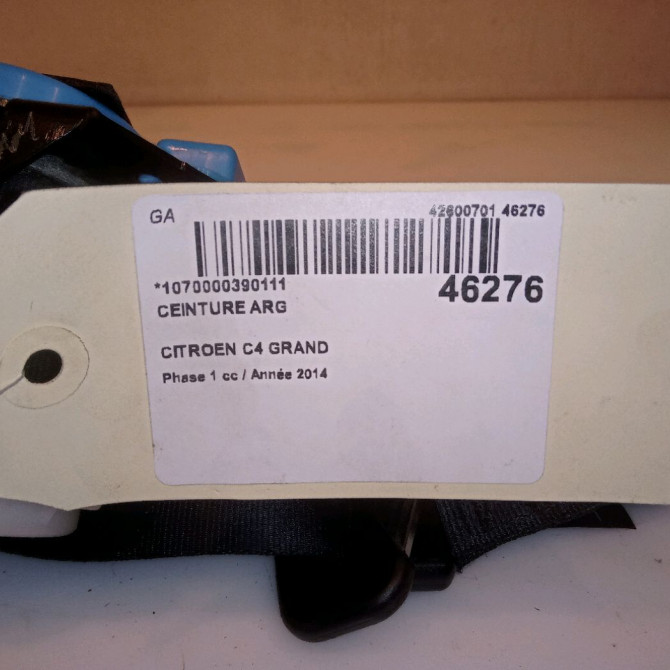 GA
42600701 46276
*1070000390111
46276
CEINTURE ARG
CITROEN C4 GRAND
Phase 1 cc / Année 2014